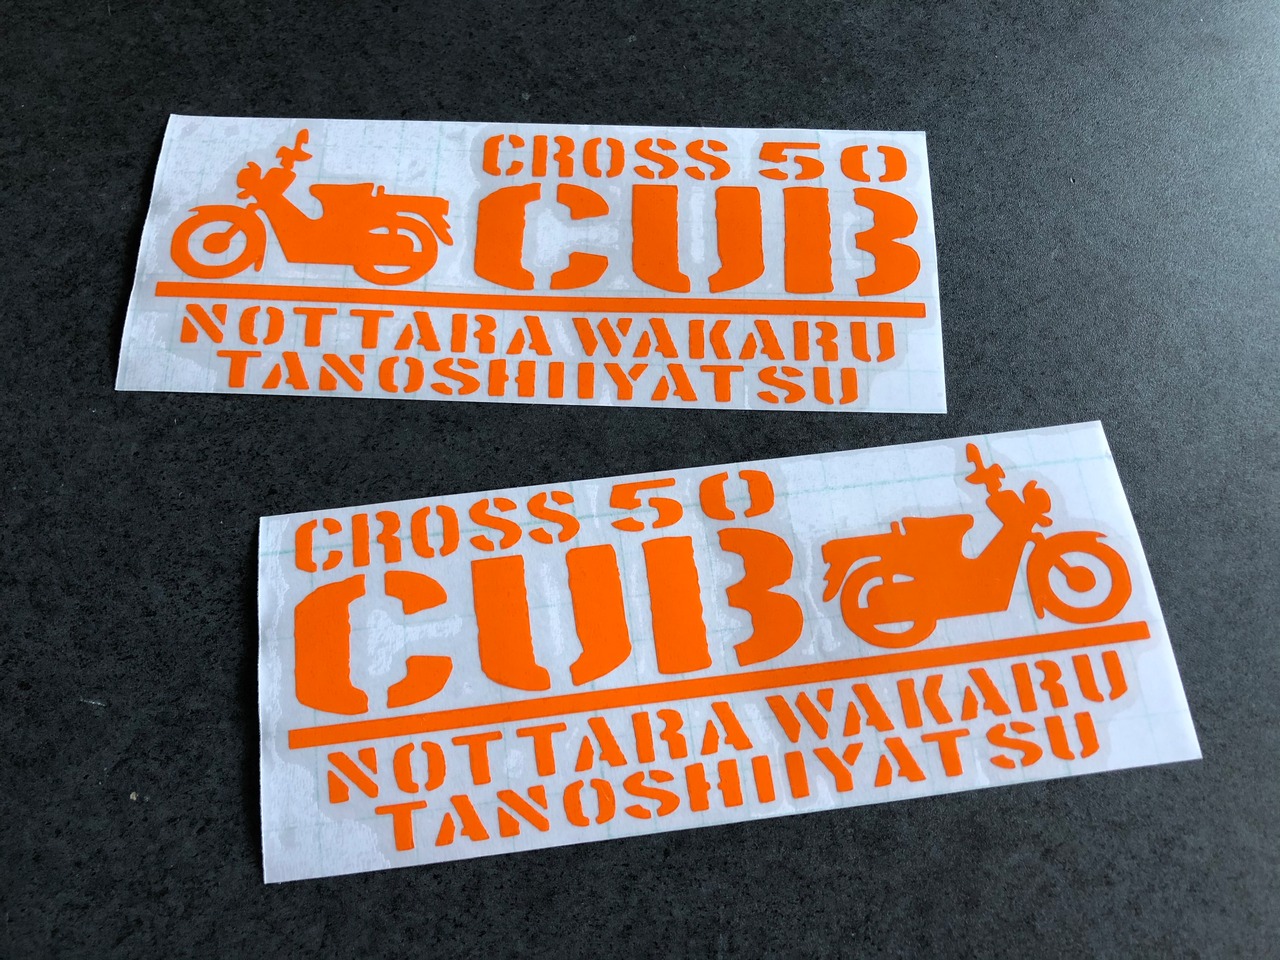 CROSS 50
CUB
NOTTARA WAKARU
TANOSHIIYATSU
CROSS 50
CUB
NOTTARA WAKARU
TANOSHIIYATSU